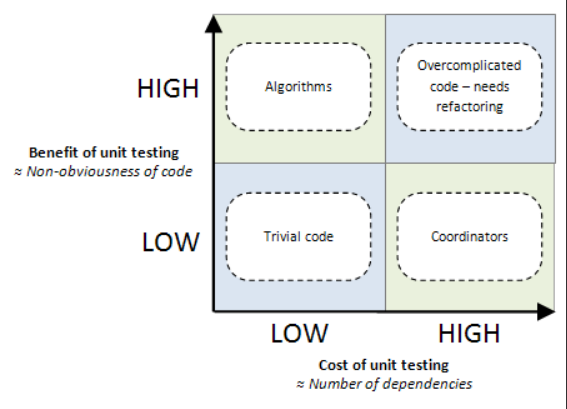 HIGH
Algorithms
Overcomplicated
code – needs
refactoring
Benefit of unit testing
≈ Non-obviousness of code
LOW
Trivial code
Coordinators
LOW
HIGH
Cost of unit testing
≈ Number of dependencies